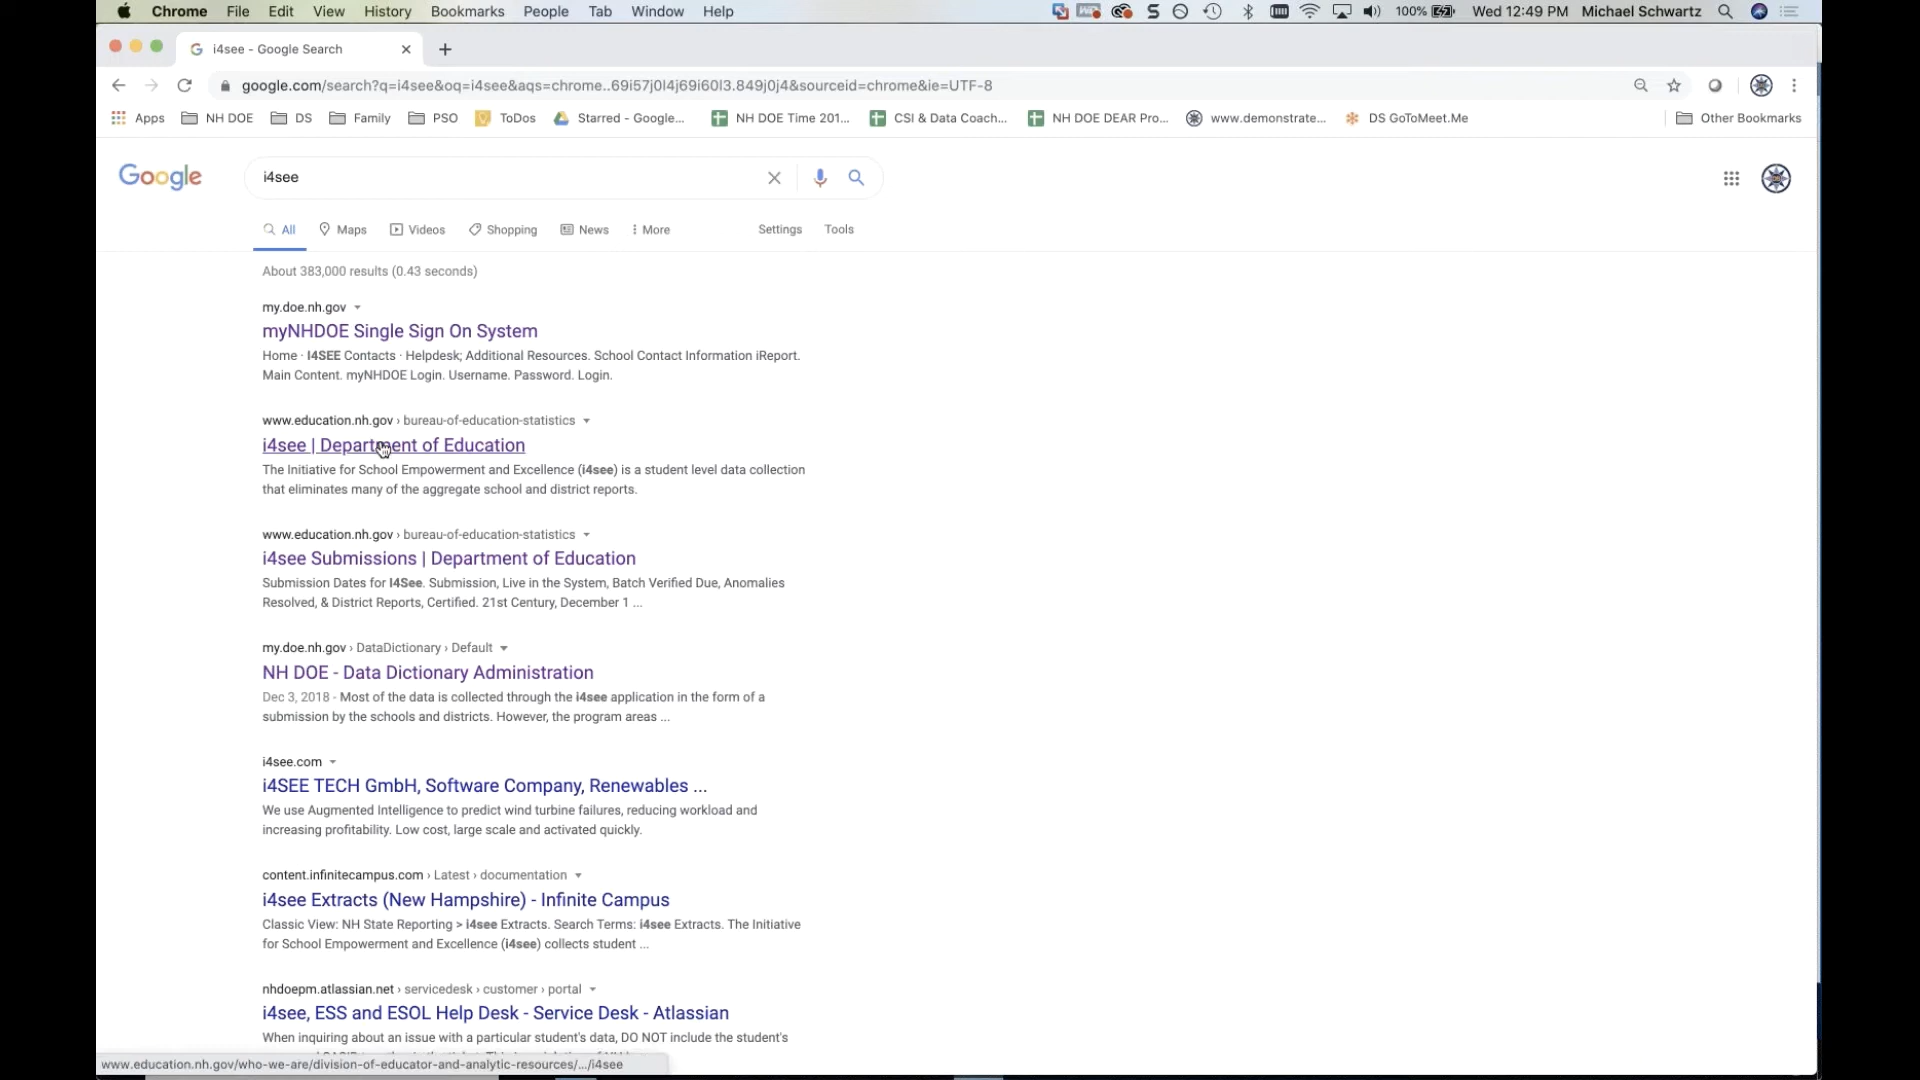 Chrome File Edit View History Bookmarks People Tab Window Help 100% Wed 12:49 PM Michael Schwartz
i4see - Google Search
google.com/search?q=i4see&oq=i4see&aqs=chrome..69i57j0l4j69i60l3.849j0j4&sourceid=chrome&ie=UTF-8
Apps NH DOE DS Family PSO ToDos Starred - Google... NH DOE Time 201... CSI & Data Coach... NH DOE DEAR Pro... www.demonstrate... DS GoToMeet.Me Other Bookmarks
Google i4see
All Maps Videos Shopping News More Settings Tools
About 383,000 results (0.43 seconds)
my.doe.nh.gov
myNHDOE Single Sign On System
Home · I4SEE Contacts · Helpdesk; Additional Resources. School Contact Information iReport.
Main Content. myNHDOE Login. Username. Password. Login.
www.education.nh.gov › bureau-of-education-statistics
i4see | Department of Education
The Initiative for School Empowerment and Excellence (i4see) is a student level data collection
that eliminates many of the aggregate school and district reports.
www.education.nh.gov › bureau-of-education-statistics
i4see Submissions | Department of Education
Submission Dates for I4See. Submission, Live in the System, Batch Verified Due, Anomalies
Resolved, & District Reports, Certified. 21st Century, December 1 ...
my.doe.nh.gov › DataDictionary › Default
NH DOE - Data Dictionary Administration
Dec 3, 2018 - Most of the data is collected through the i4see application in the form of a
submission by the schools and districts. However, the program areas ...
i4see.com
i4SEE TECH GmbH, Software Company, Renewables ...
We use Augmented Intelligence to predict wind turbine failures, reducing workload and
increasing profitability. Low cost, large scale and activated quickly.
content.infinitecampus.com › Latest › documentation
i4see Extracts (New Hampshire) - Infinite Campus
Classic View: NH State Reporting > i4see Extracts. Search Terms: i4see Extracts. The Initiative
for School Empowerment and Excellence (i4see) collects student ...
nhdoepm.atlassian.net › servicedesk › customer › portal
i4see, ESS and ESOL Help Desk - Service Desk - Atlassian
When inquiring about an issue with a particular student's data, DO NOT include the student's
www.education.nh.gov/who-we-are/division-of-educator-and-analytic-resources/.../i4see